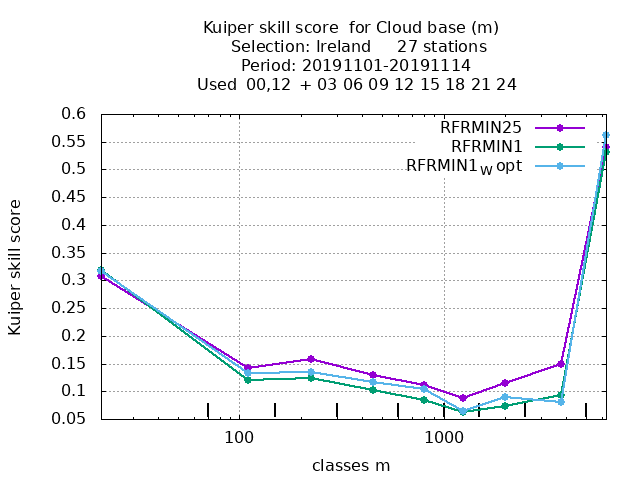 Kuiper skill score  for Cloud base (m)
Selection: Ireland     27 stations
Period: 20191101-20191114
Used  00,12  + 03 06 09 12 15 18 21 24
0.6
0.55
0.5
0.45
0.4
0.35
0.3
0.25
0.2
0.15
0.1
0.05
Kuiper skill score
RFRMIN25
RFRMIN1
RFRMIN1W opt
100
1000
classes m